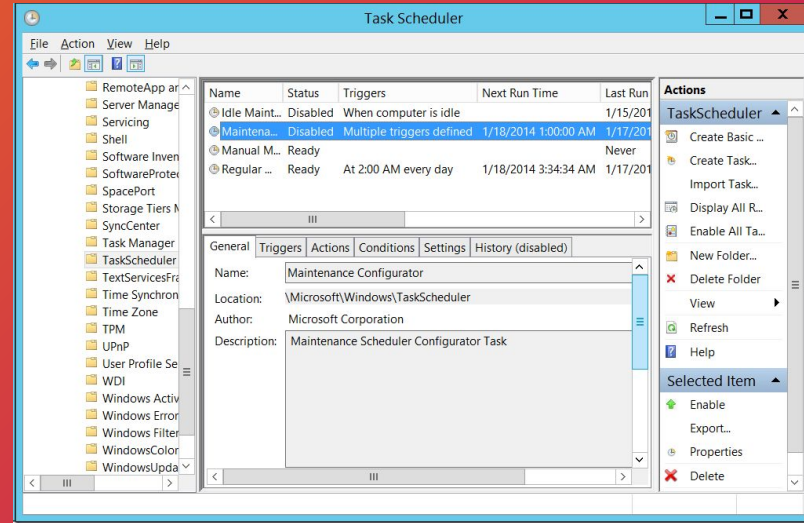 Task Scheduler
File Action View Help
RemoteApp ar
Server Manage
Servicing
Shell
Software Inven
SoftwareProtec
SpacePort
Storage Tiers M
SyncCenter
Task Manager
TaskScheduler
TextServicesFra
Time Synchron
Time Zone
TPM
UPnP
User Profile Se
WDI
Windows Activ
Windows Error
Windows Filter
WindowsColor
WindowsUpda
Name Status Triggers Next Run Time Last Run
Idle Maint... Disabled When computer is idle 1/15/201
Maintena... Disabled Multiple triggers defined 1/18/2014 1:00:00 AM 1/17/201
Manual M... Ready Never
Regular ... Ready At 2:00 AM every day 1/18/2014 3:34:34 AM 1/17/201
General Triggers Actions Conditions Settings History (disabled)
Name: Maintenance Configurator
Location: \Microsoft\Windows\TaskScheduler
Author: Microsoft Corporation
Description: Maintenance Scheduler Configurator Task
Actions
TaskScheduler
Create Basic ...
Create Task...
Import Task...
Display All R...
Enable All Ta...
New Folder...
Delete Folder
View
Refresh
Help
Selected Item
Enable
Export...
Properties
Delete